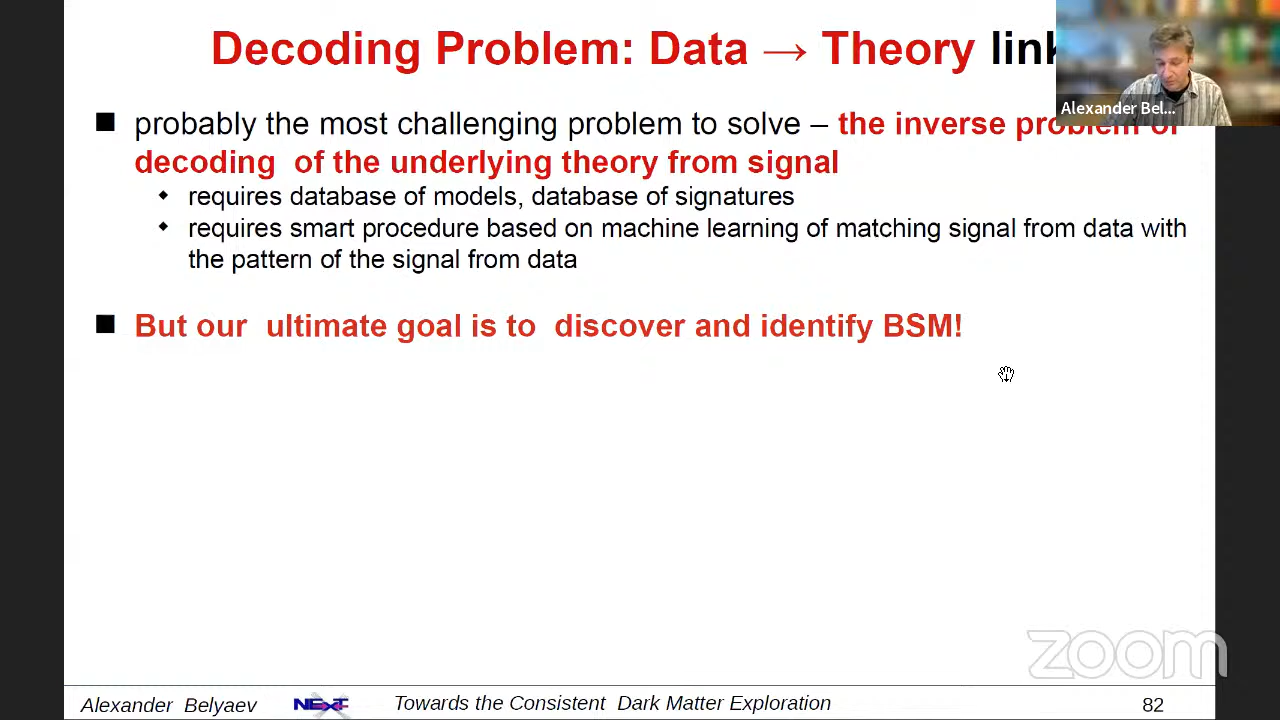 Decoding Problem: Data → Theory link
Alexander Bel...
■ probably the most challenging problem to solve – the inverse problem of
decoding of the underlying theory from signal
◆ requires database of models, database of signatures
◆ requires smart procedure based on machine learning of matching signal from data with
the pattern of the signal from data
■ But our ultimate goal is to discover and identify BSM!
zoom
Alexander Belyaev NEXT Towards the Consistent Dark Matter Exploration 82